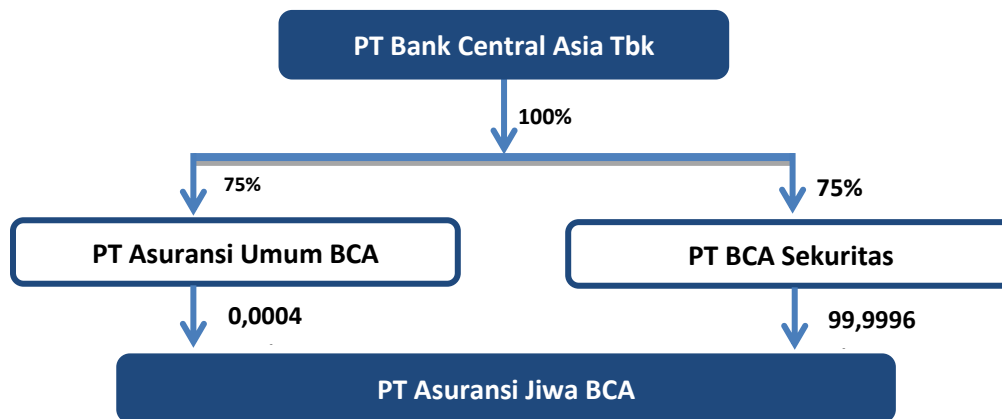 PT Bank Central Asia Tbk
100%
75%
75%
PT Asuransi Umum BCA
PT BCA Sekuritas
0,0004
99,9996
PT Asuransi Jiwa BCA